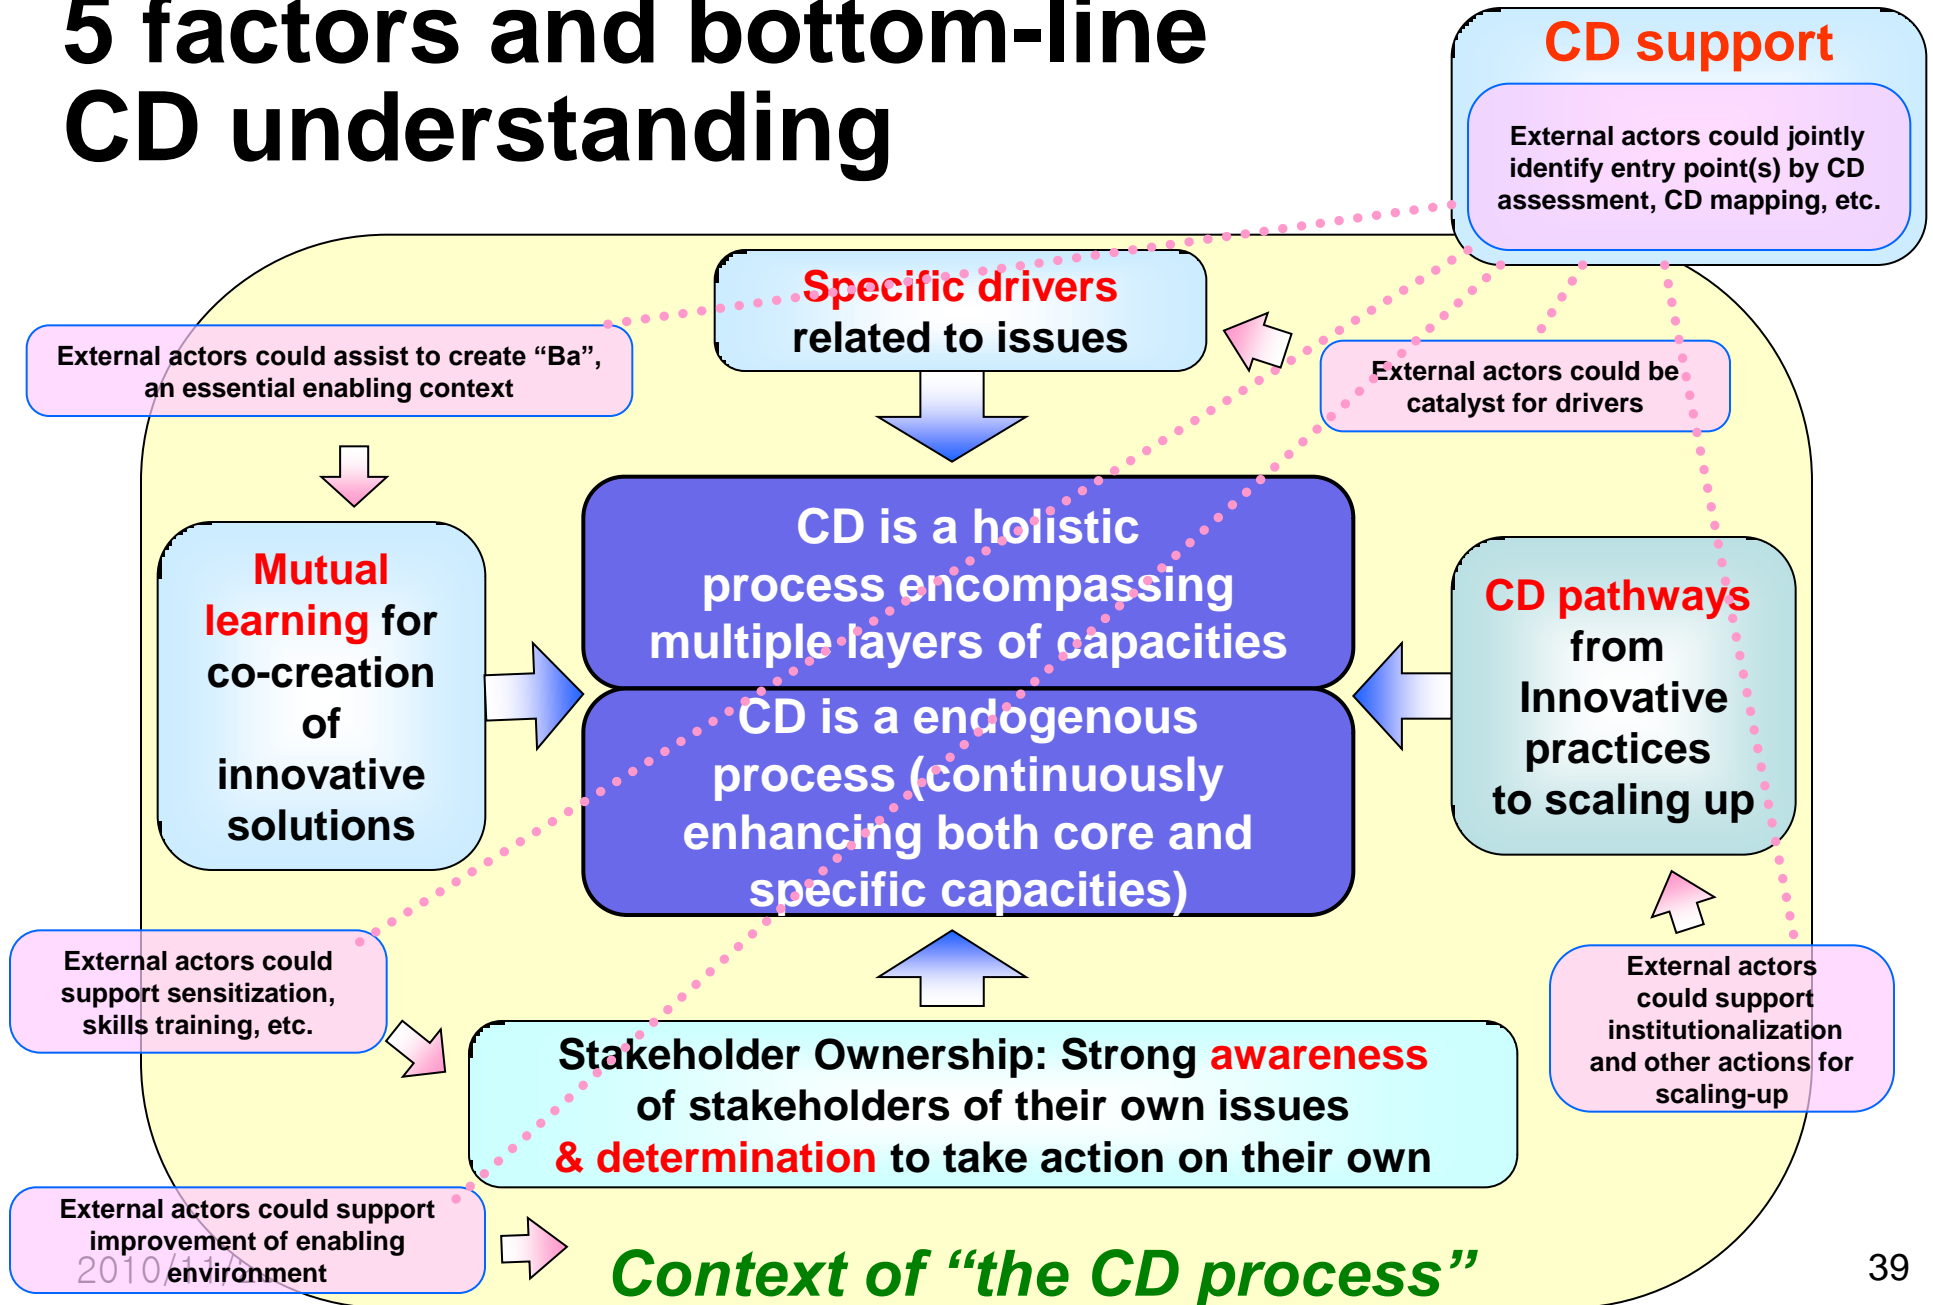 5 factors and bottom-line
CD understanding
CD support
External actors could jointly
identify entry point(s) by CD
assessment, CD mapping, etc.
Specific drivers
related to issues
External actors could assist to create “Ba”,
an essential enabling context
External actors could be
catalyst for drivers
CD is a holistic
process encompassing
multiple layers of capacities
Mutual
learning for
co-creation
of
innovative
solutions
CD pathways
from
Innovative
practices
to scaling up
CD is a endogenous
process (continuously
enhancing both core and
specific capacities)
External actors could
support sensitization,
skills training, etc.
External actors
could support
institutionalization
and other actions for
scaling-up
Stakeholder Ownership: Strong awareness
of stakeholders of their own issues
& determination to take action on their own
External actors could support
improvement of enabling
environment
Context of “the CD process”
39